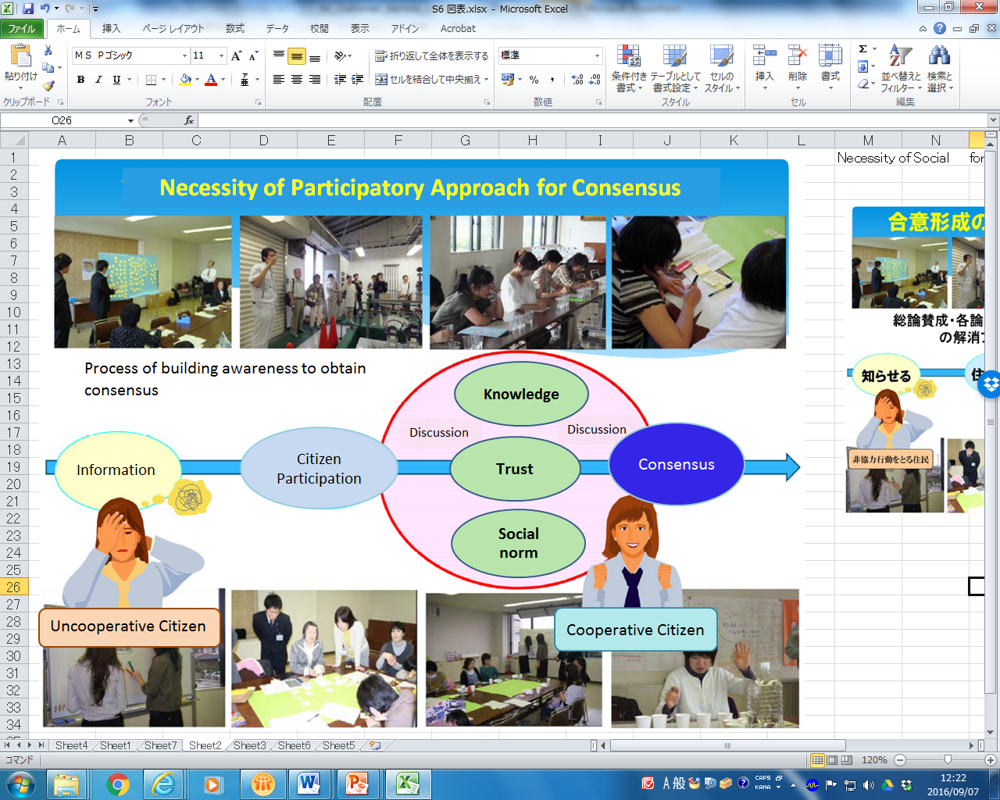 S6 図表.xlsx - Microsoft Excel
ファイル ホーム 挿入 ページ レイアウト 数式 データ 校閲 表示 アドイン Acrobat
貼り付け
クリップボード
ＭＳ Ｐゴシック 11
B I U
フォント
折り返して全体を表示する
セルを結合して中央揃え
配置
標準
% ,
数値
条件付き書式 テーブルとして書式設定 セルのスタイル
スタイル
挿入 削除 書式
セル
Σ
並べ替えとフィルター 検索と選択
編集
O26 fx
A B C D E F G H I J K L M N
1
2
3
4
5
6
7
8
9
10
11
12
13
14
15
16
17
18
19
20
21
22
23
24
25
26
27
28
29
30
31
32
33
34
Necessity of Social for
Necessity of Participatory Approach for Consensus
Process of building awareness to obtain
consensus
Knowledge
Discussion
Discussion
Information
Citizen
Participation
Trust
Consensus
Social
norm
Uncooperative Citizen
Cooperative Citizen
合意形成の
総論賛成・各論
の解消
知らせる
住
非協力行動をとる住民
Sheet4 Sheet1 Sheet7 Sheet2 Sheet3 Sheet6 Sheet5
コマンド
120%
A 般
CAPS
KANA
12:22
2016/09/07